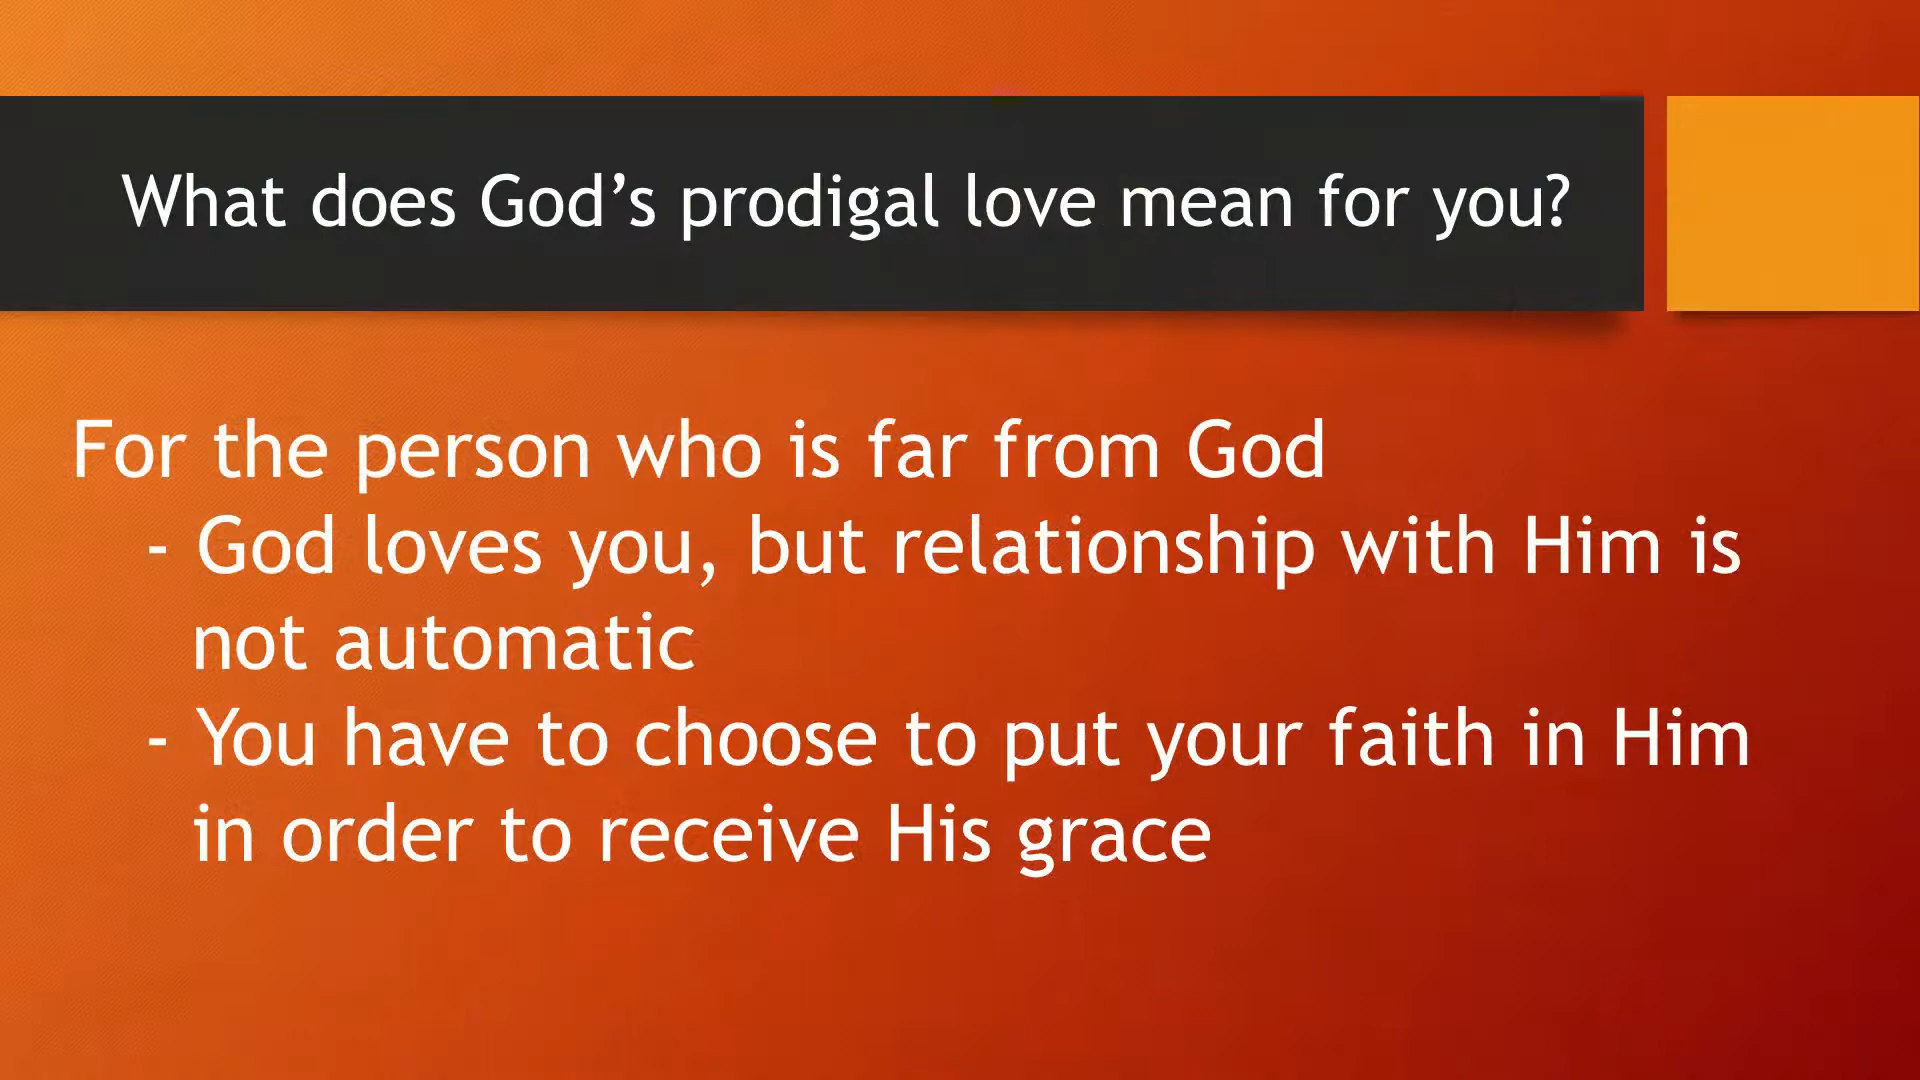 What does God’s prodigal love mean for you?
For the person who is far from God
- God loves you, but relationship with Him is
not automatic
- You have to choose to put your faith in Him
in order to receive His grace